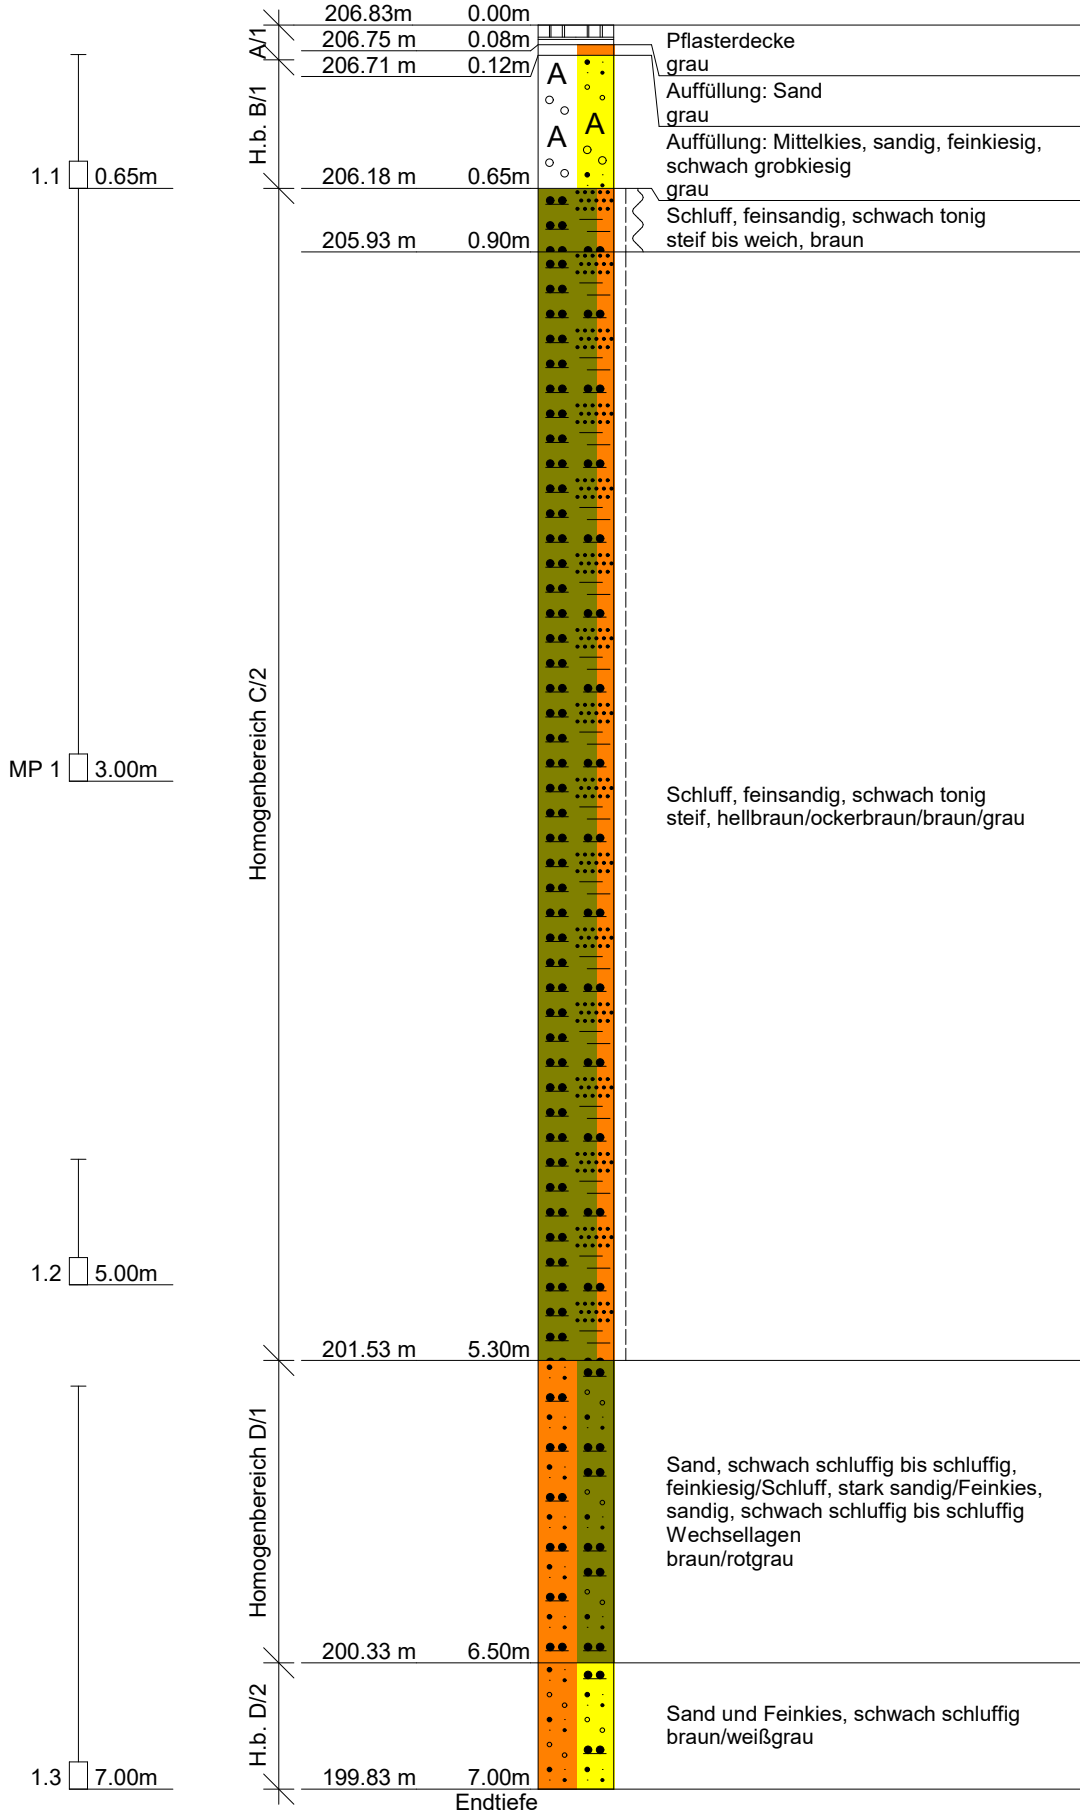 206.83m 0.00m
A/1
206.75 m 0.08m
Pflasterdecke
grau
206.71 m 0.12m
Auffüllung: Sand
grau
H.b. B/1
A
A
A
Auffüllung: Mittelkies, sandig, feinkiesig,
schwach grobkiesig
grau
1.1 0.65m
206.18 m 0.65m
Schluff, feinsandig, schwach tonig
steif bis weich, braun
205.93 m 0.90m
Homogenbereich C/2
MP 1 3.00m
Schluff, feinsandig, schwach tonig
steif, hellbraun/ockerbraun/braun/grau
1.2 5.00m
201.53 m 5.30m
Homogenbereich D/1
Sand, schwach schluffig bis schluffig,
feinkiesig/Schluff, stark sandig/Feinkies,
sandig, schwach schluffig bis schluffig
Wechsellagen
braun/rotgrau
200.33 m 6.50m
H.b. D/2
Sand und Feinkies, schwach schluffig
braun/weißgrau
1.3 7.00m
199.83 m 7.00m
Endtiefe